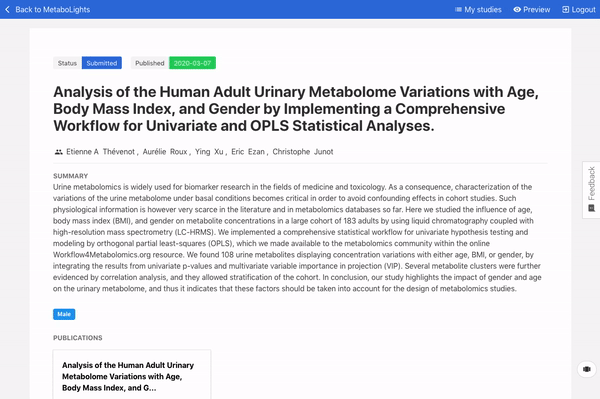 Back to MetaboLights My studies Preview Logout
Status Submitted Published 2020-03-07
Analysis of the Human Adult Urinary Metabolome Variations with Age,
Body Mass Index, and Gender by Implementing a Comprehensive
Workflow for Univariate and OPLS Statistical Analyses.
Etienne A Thévenot , Aurélie Roux , Ying Xu , Eric Ezan , Christophe Junot
Feedback
SUMMARY
Urine metabolomics is widely used for biomarker research in the fields of medicine and toxicology. As a consequence, characterization of the
variations of the urine metabolome under basal conditions becomes critical in order to avoid confounding effects in cohort studies. Such
physiological information is however very scarce in the literature and in metabolomics databases so far. Here we studied the influence of age,
body mass index (BMI), and gender on metabolite concentrations in a large cohort of 183 adults by using liquid chromatography coupled with
high-resolution mass spectrometry (LC-HRMS). We implemented a comprehensive statistical workflow for univariate hypothesis testing and
modeling by orthogonal partial least-squares (OPLS), which we made available to the metabolomics community within the online
Workflow4Metabolomics.org resource. We found 108 urine metabolites displaying concentration variations with either age, BMI, or gender, by
integrating the results from univariate p-values and multivariate variable importance in projection (VIP). Several metabolite clusters were further
evidenced by correlation analysis, and they allowed stratification of the cohort. In conclusion, our study highlights the impact of gender and age
on the urinary metabolome, and thus it indicates that these factors should be taken into account for the design of metabolomics studies.
Male
PUBLICATIONS
Analysis of the Human Adult Urinary
Metabolome Variations with Age,
Body Mass Index, and G...